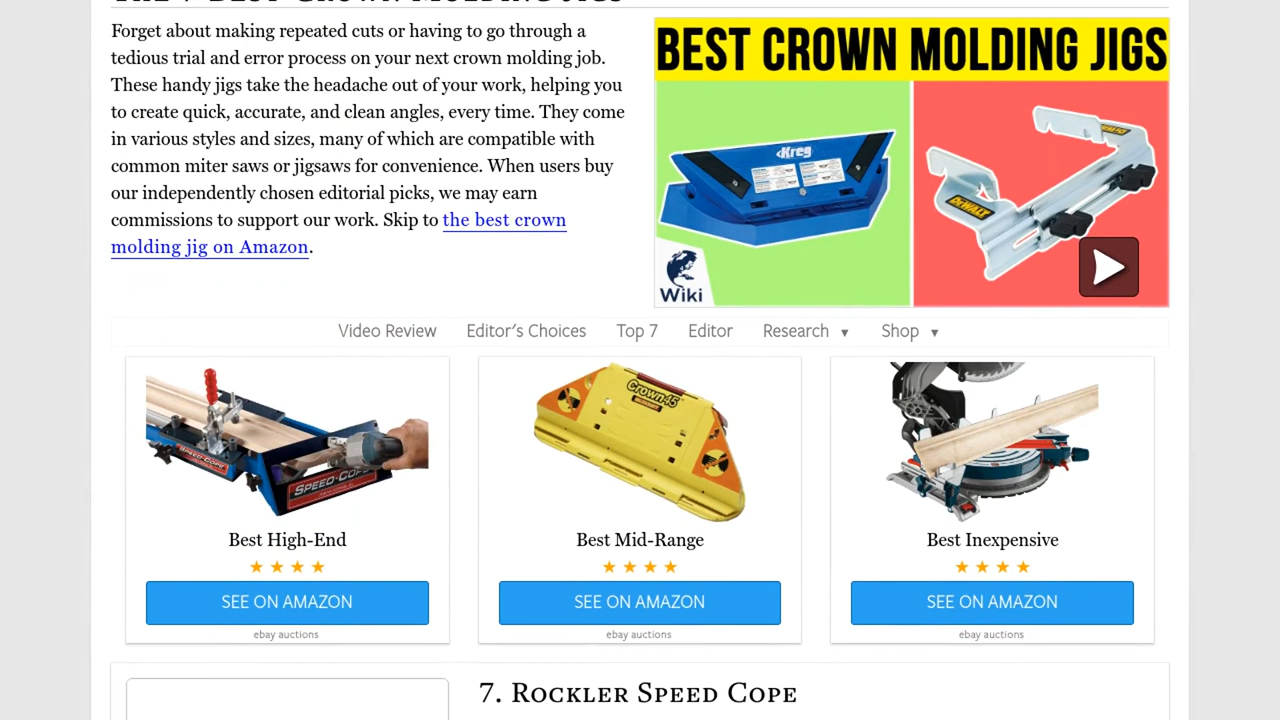 Forget about making repeated cuts or having to go through a
tedious trial and error process on your next crown molding job.
These handy jigs take the headache out of your work, helping you
to create quick, accurate, and clean angles, every time. They come
in various styles and sizes, many of which are compatible with
common miter saws or jigsaws for convenience. When users buy
our independently chosen editorial picks, we may earn
commissions to support our work. Skip to the best crown
molding jig on Amazon.
BEST CROWN MOLDING JIGS
Kreg
DEWALT
Wiki
Video Review Editor's Choices Top 7 Editor Research ▼ Shop ▼
SPEED-COPE
SPEED-COPE
Crown45
Best High-End
Best Mid-Range
Best Inexpensive
SEE ON AMAZON
SEE ON AMAZON
SEE ON AMAZON
ebay auctions
ebay auctions
ebay auctions
7. Rockler Speed Cope